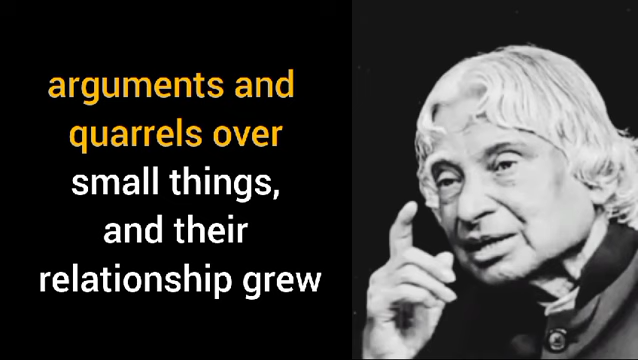 arguments and
quarrels over
small things,
and their
relationship grew